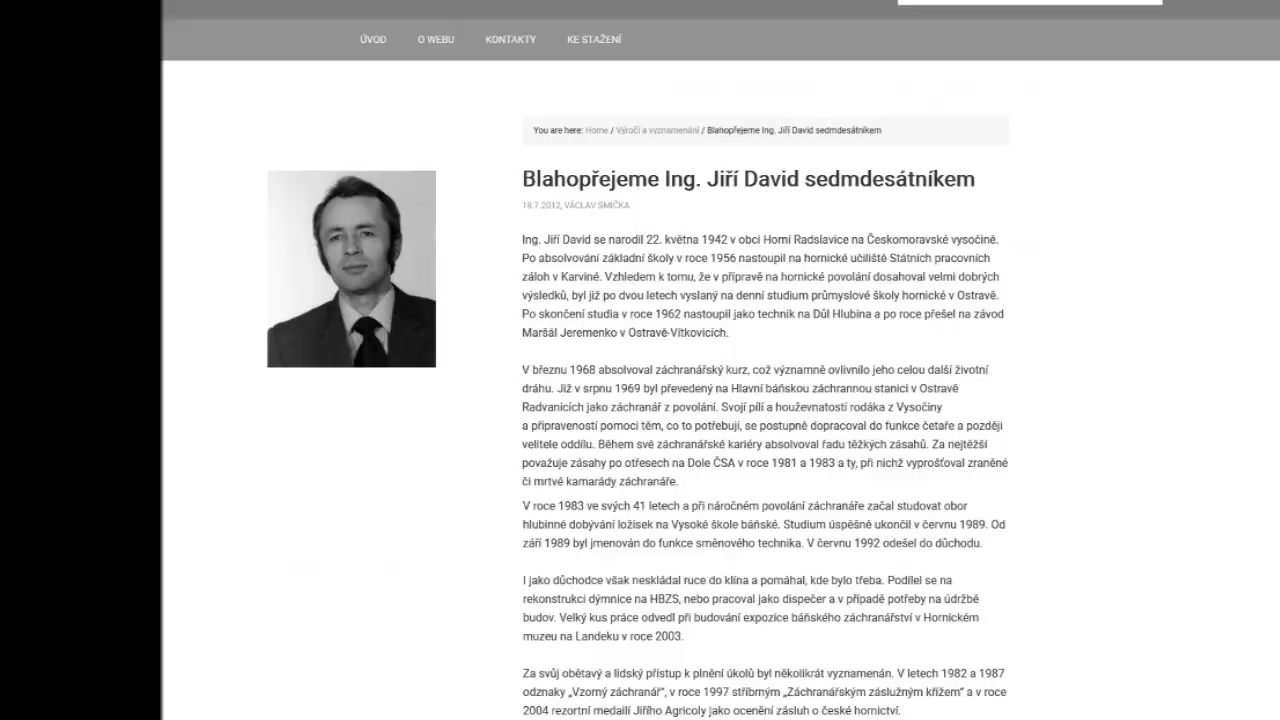 ÚVOD O WEBU KONTAKTY KE STAŽENÍ
You are here: Home / Výročí a vyznamenání / Blahopřejeme Ing. Jiří David sedmdesátníkem
Blahopřejeme Ing. Jiří David sedmdesátníkem
18.7.2012, VÁCLAV SMIČKA
Ing. Jiří David se narodil 22. května 1942 v obci Horní Radslavice na Českomoravské vysočině.
Po absolvování základní školy v roce 1956 nastoupil na hornické učiliště Státních pracovních
záloh v Karviné. Vzhledem k tomu, že v přípravě na hornické povolání dosahoval velmi dobrých
výsledků, byl již po dvou letech vyslaný na denní studium průmyslové školy hornické v Ostravě.
Po skončení studia v roce 1962 nastoupil jako technik na Důl Hlubina a po roce přešel na závod
Maršál Jeremenko v Ostravě-Vítkovicích.
V březnu 1968 absolvoval záchranářský kurz, což významně ovlivnilo jeho celou další životní
dráhu. Již v srpnu 1969 byl převedený na Hlavní báňskou záchrannou stanici v Ostravě
Radvanicích jako záchranář z povolání. Svojí pílí a houževnatostí rodáka z Vysočiny
a připraveností pomoci těm, co to potřebují, se postupně dopracoval do funkce četaře a později
velitele oddílu. Během své záchranářské kariéry absolvoval řadu těžkých zásahů. Za nejtěžší
považuje zásahy po otřesech na Dole ČSA v roce 1981 a 1983 a ty, při nichž vyprošťoval zraněné
či mrtvé kamarády záchranáře.
V roce 1983 ve svých 41 letech a při náročném povolání záchranáře začal studovat obor
hlubinné dobývání ložisek na Vysoké škole báňské. Studium úspěšně ukončil v červnu 1989. Od
září 1989 byl jmenován do funkce směnového technika. V červnu 1992 odešel do důchodu.
I jako důchodce však neskládal ruce do klína a pomáhal, kde bylo třeba. Podílel se na
rekonstrukci dýmnice na HBZS, nebo pracoval jako dispečer a v případě potřeby na údržbě
budov. Velký kus práce odvedl při budování expozice báňského záchranářství v Hornickém
muzeu na Landeku v roce 2003.
Za svůj obětavý a lidský přístup k plnění úkolů byl několikrát vyznamenán. V letech 1982 a 1987
odznaky „Vzorný záchranář“, v roce 1997 stříbrným „Záchranářským záslužným křížem“ a v roce
2004 rezortní medailí Jiřího Agricoly jako ocenění zásluh o české hornictví.